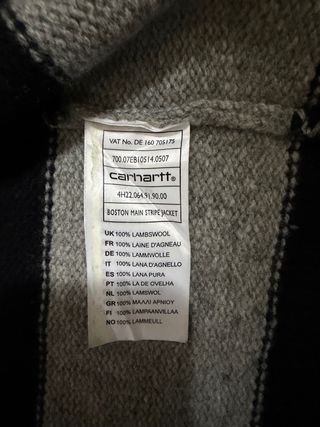 VAT No. DE 160 705175
700.07EB10514.0507
carhartt®
4H22.064.91.90.00
BOSTON MAIN STRIPE JACKET
UK 100% LAMBSWOOL
FR 100% LAINE D'AGNEAU
DE 100% LAMMWOLLE
IT 100% LANA D'AGNELLO
ES 100% LANA PURA
PT 100% LA DE OVELHA
NL 100% LAMSWOL
GR 100% ΜΑΛΛΙ ΑΡΝΙΟΥ
FI 100% LAMPAANVILLAA
NO 100% LAMMEULL